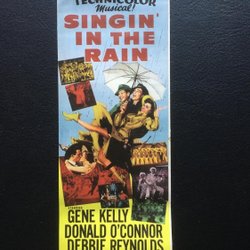 TECHNICOLOR
Musical!
SINGIN'
IN THE
RAIN
GENE KELLY
DONALD O'CONNOR
DEBBIE REYNOLDS